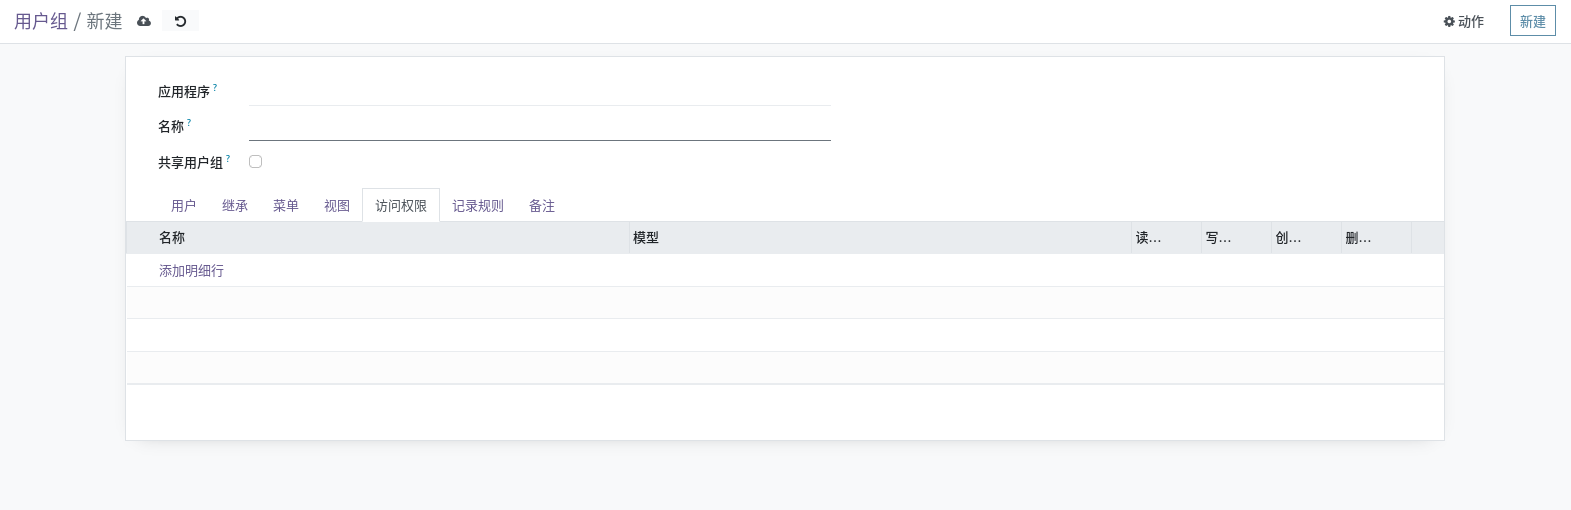 用户组 / 新建
动作
新建
应用程序 ?
名称 ?
共享用户组 ?
用户 继承 菜单 视图 访问权限 记录规则 备注
名称 模型 读... 写... 创... 删...
添加明细行